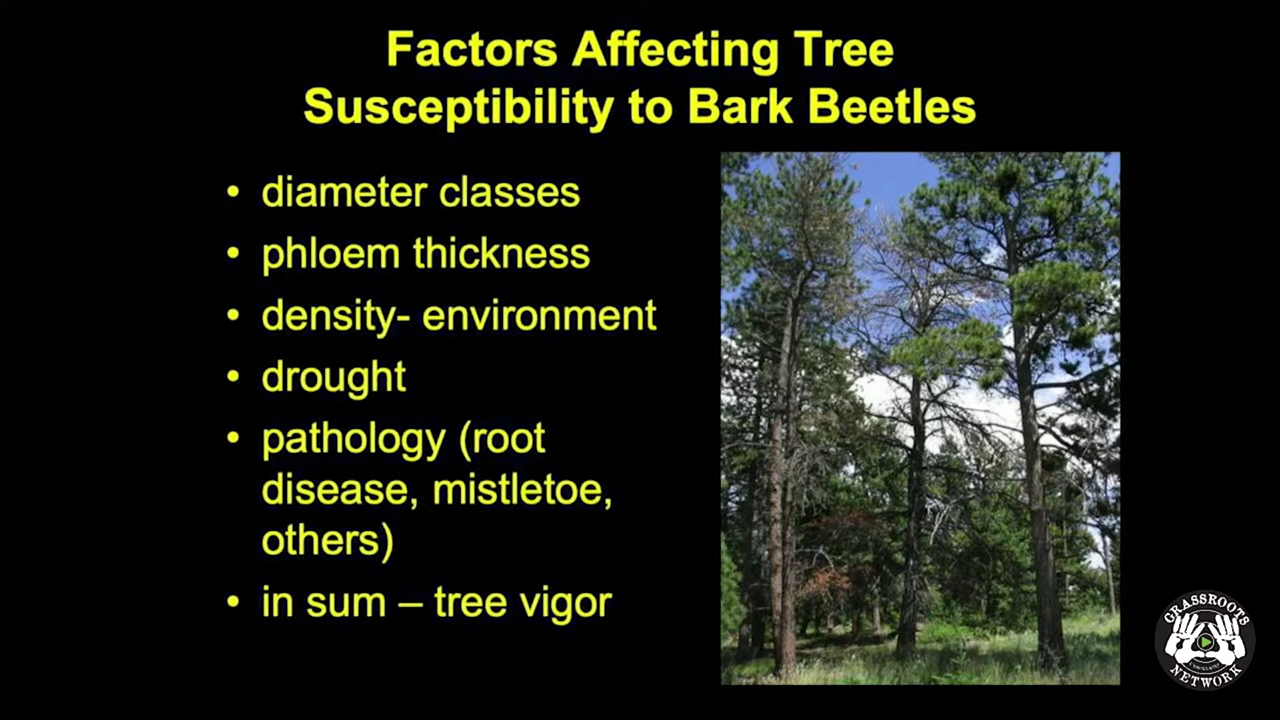 Factors Affecting Tree
Susceptibility to Bark Beetles
• diameter classes
• phloem thickness
• density- environment
• drought
• pathology (root
disease, mistletoe,
others)
• in sum – tree vigor
GRASSROOTS
NETWORK